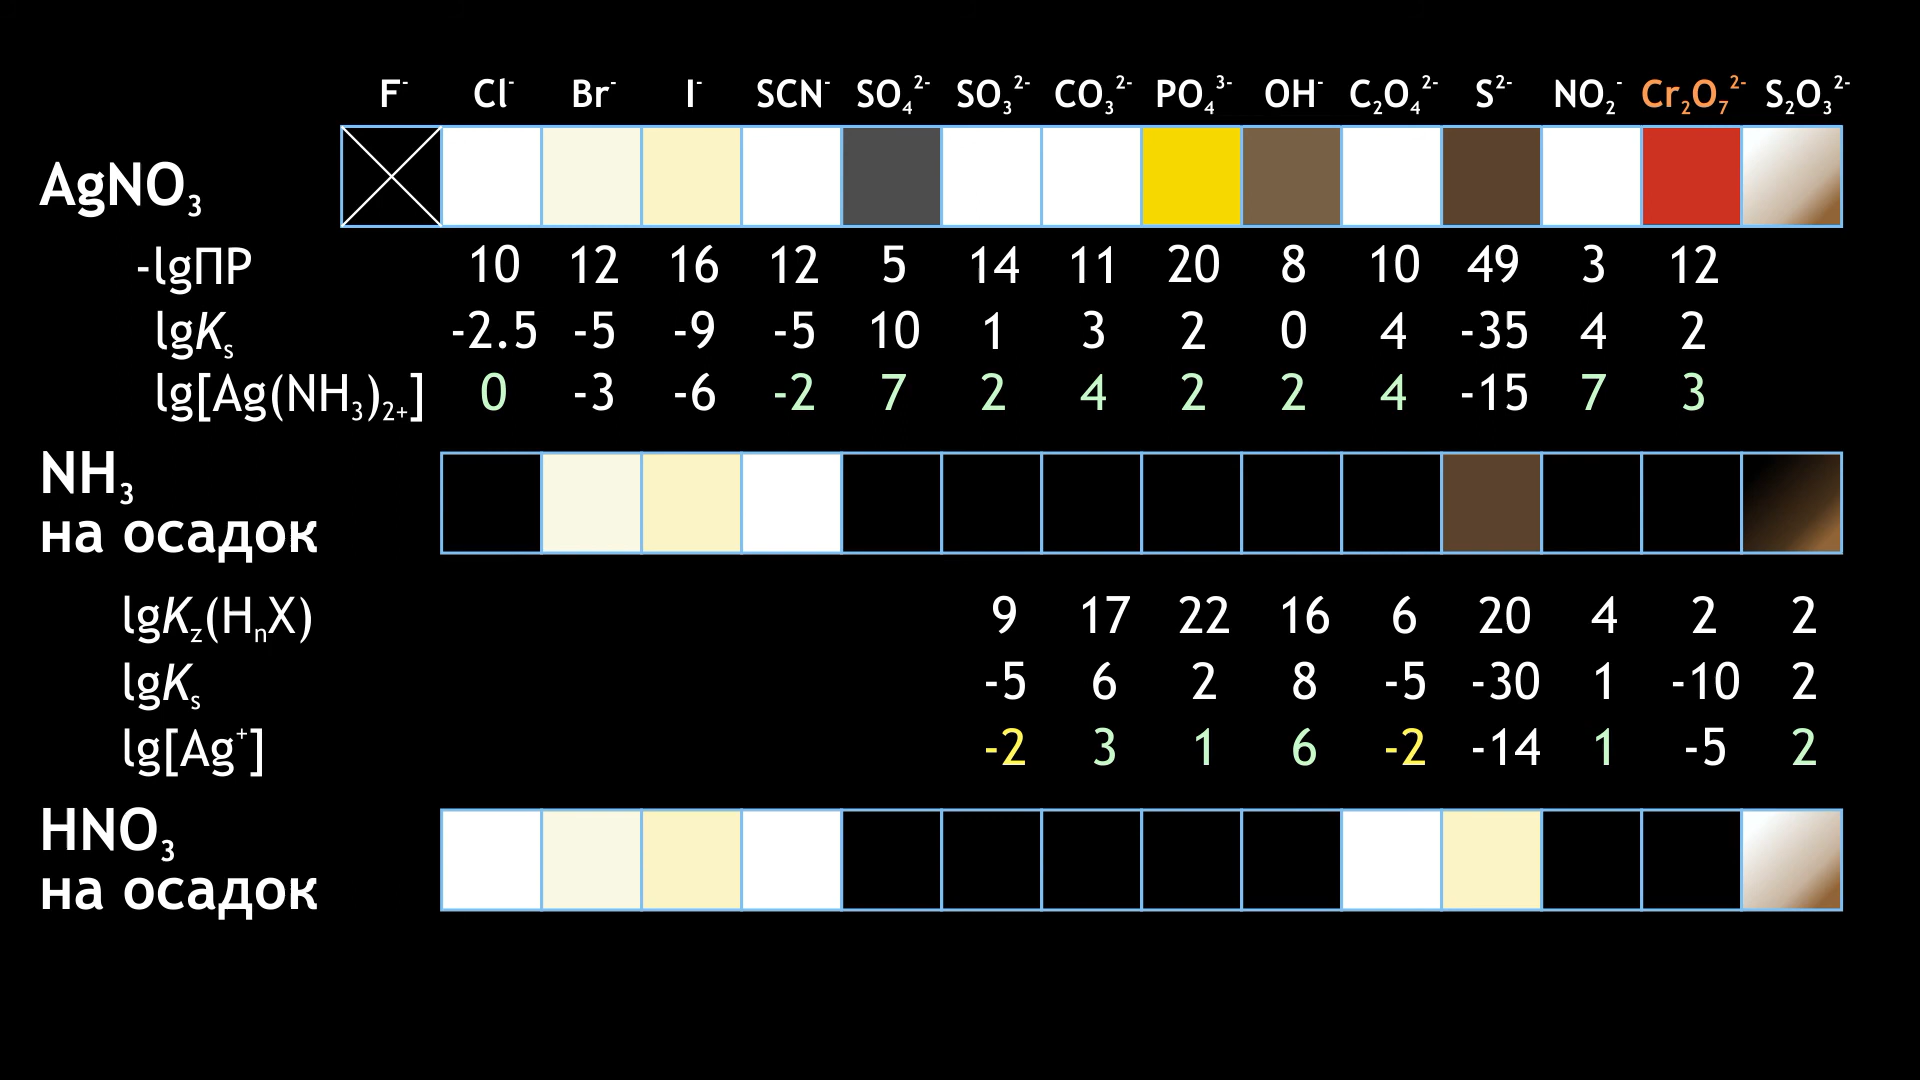 F⁻ Cl⁻ Br⁻ I⁻ SCN⁻ SO₄²⁻ SO₃²⁻ CO₃²⁻ PO₄³⁻ OH⁻ C₂O₄²⁻ S²⁻ NO₂⁻ Cr₂O₇²⁻ S₂O₃²⁻
AgNO₃
-lgПР 10 12 16 12 5 14 11 20 8 10 49 3 12
lgKₛ -2.5 -5 -9 -5 10 1 3 2 0 4 -35 4 2
lg[Ag(NH₃)₂₊] 0 -3 -6 -2 7 2 4 2 2 4 -15 7 3
NH₃
на осадок
lgK_z(HₙX) 9 17 22 16 6 20 4 2 2
lgKₛ -5 6 2 8 -5 -30 1 -10 2
lg[Ag⁺] -2 3 1 6 -2 -14 1 -5 2
HNO₃
на осадок